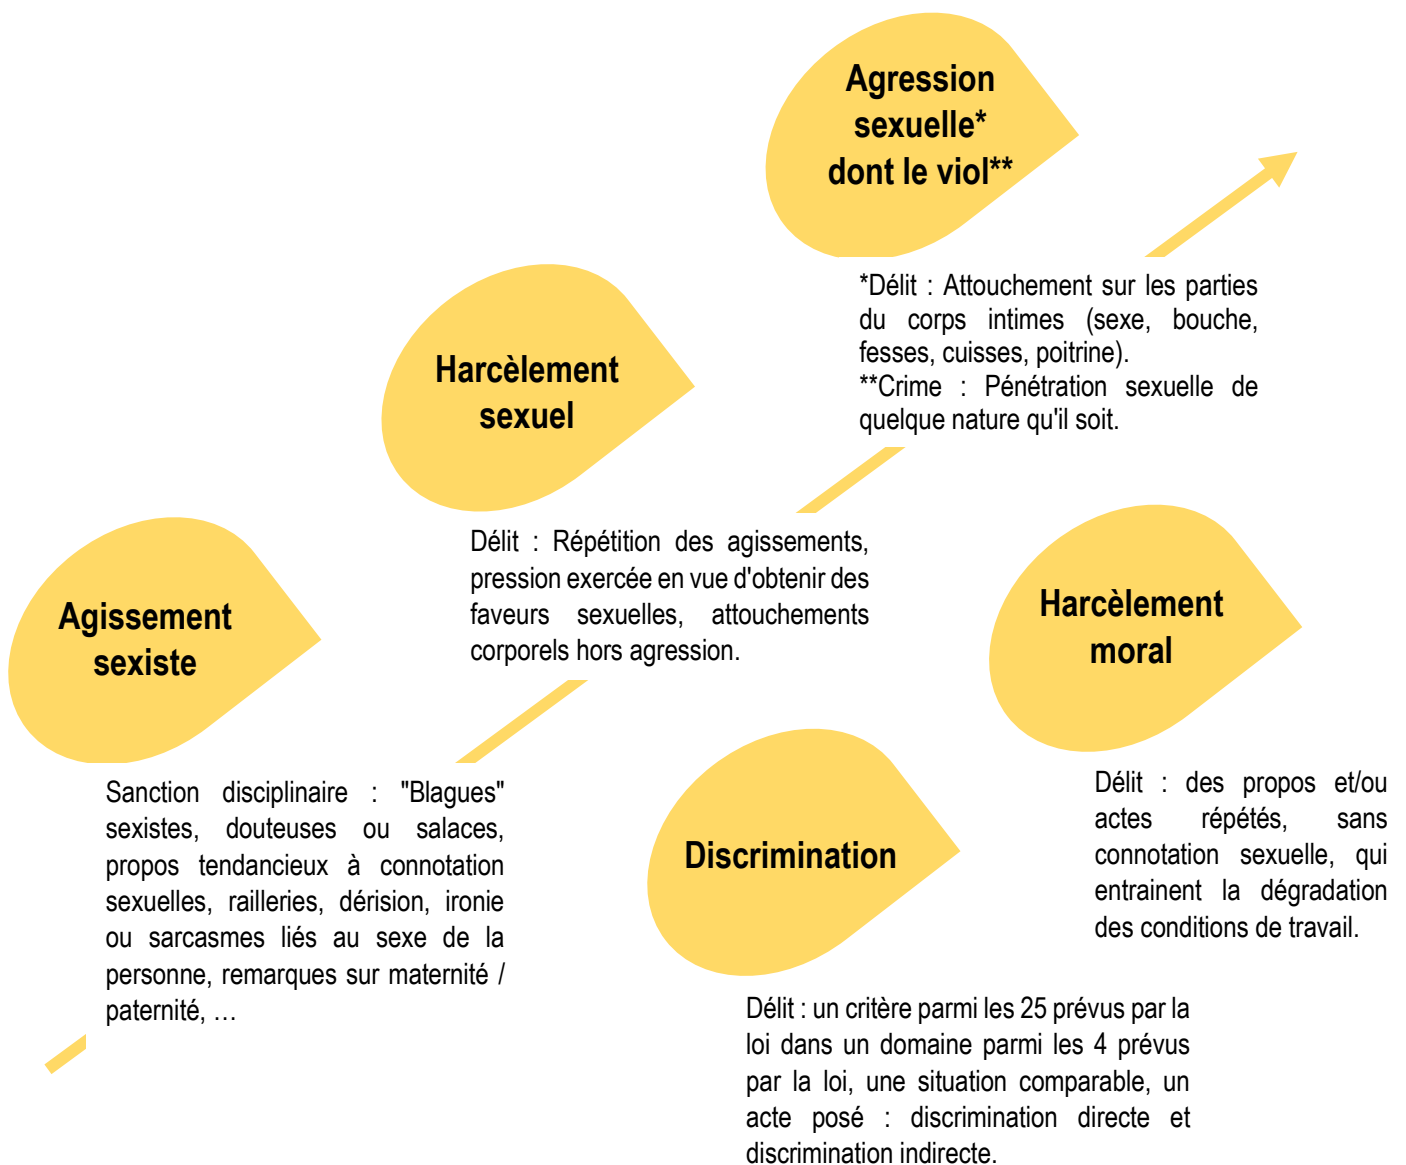 Agression
sexuelle*
dont le viol**
*Délit : Attouchement sur les parties
du corps intimes (sexe, bouche,
fesses, cuisses, poitrine).
**Crime : Pénétration sexuelle de
quelque nature qu'il soit.
Harcèlement
sexuel
Délit : Répétition des agissements,
pression exercée en vue d'obtenir des
faveurs sexuelles, attouchements
corporels hors agression.
Agissement
sexiste
Sanction disciplinaire : "Blagues"
sexistes, douteuses ou salaces,
propos tendancieux à connotation
sexuelles, railleries, dérision, ironie
ou sarcasmes liés au sexe de la
personne, remarques sur maternité /
paternité, …
Harcèlement
moral
Délit : des propos et/ou
actes répétés, sans
connotation sexuelle, qui
entrainent la dégradation
des conditions de travail.
Discrimination
Délit : un critère parmi les 25 prévus par la
loi dans un domaine parmi les 4 prévus
par la loi, une situation comparable, un
acte posé : discrimination directe et
discrimination indirecte.